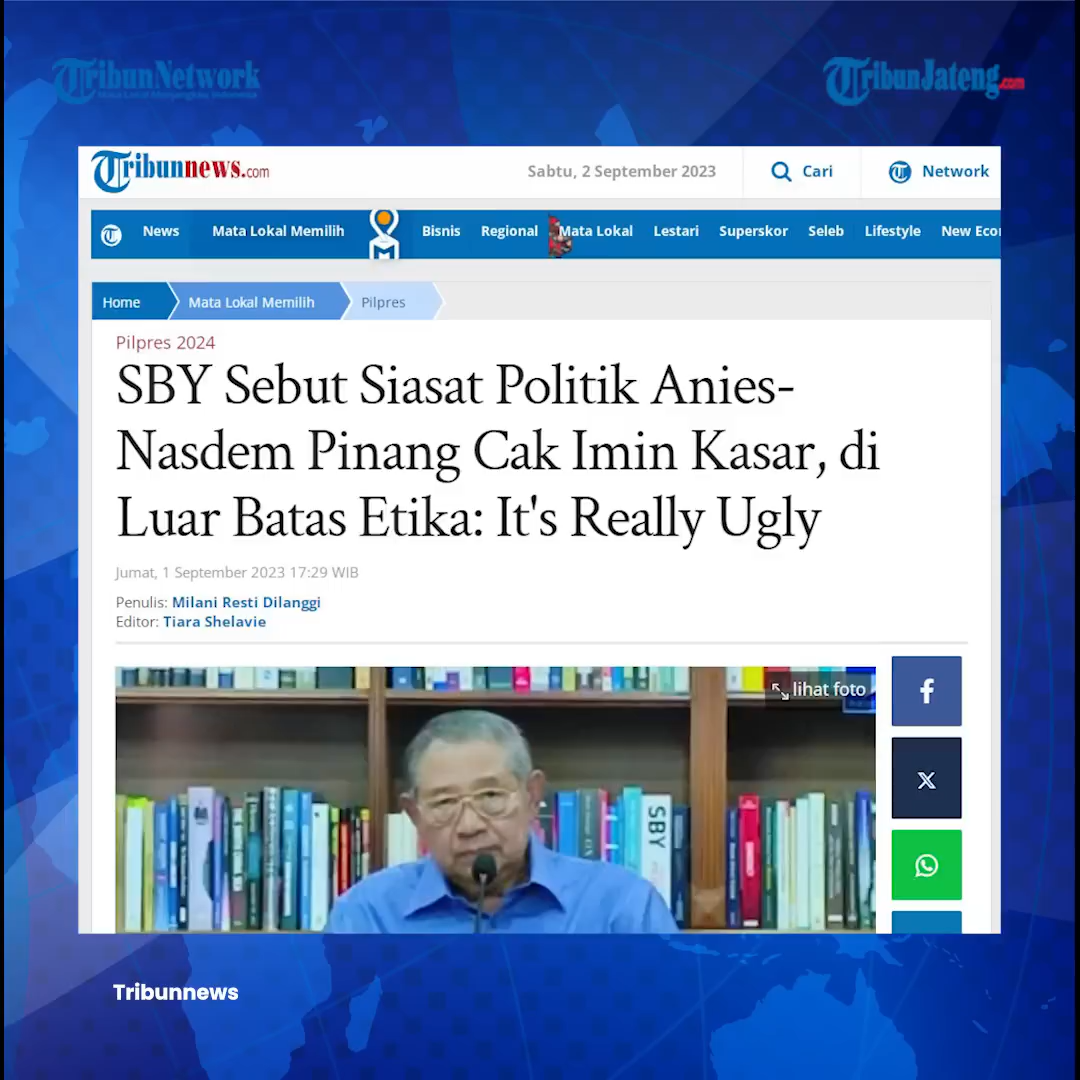 TribunNetwork
TribunJateng.com
Tribunnews.com
Sabtu, 2 September 2023
Cari
Network
News Mata Lokal Memilih Bisnis Regional Mata Lokal Lestari Superskor Seleb Lifestyle New Econ
Home Mata Lokal Memilih Pilpres
Pilpres 2024
SBY Sebut Siasat Politik Anies-
Nasdem Pinang Cak Imin Kasar, di
Luar Batas Etika: It's Really Ugly
Jumat, 1 September 2023 17:29 WIB
Penulis: Milani Resti Dilanggi
Editor: Tiara Shelavie
lihat foto
SBY
Tribunnews